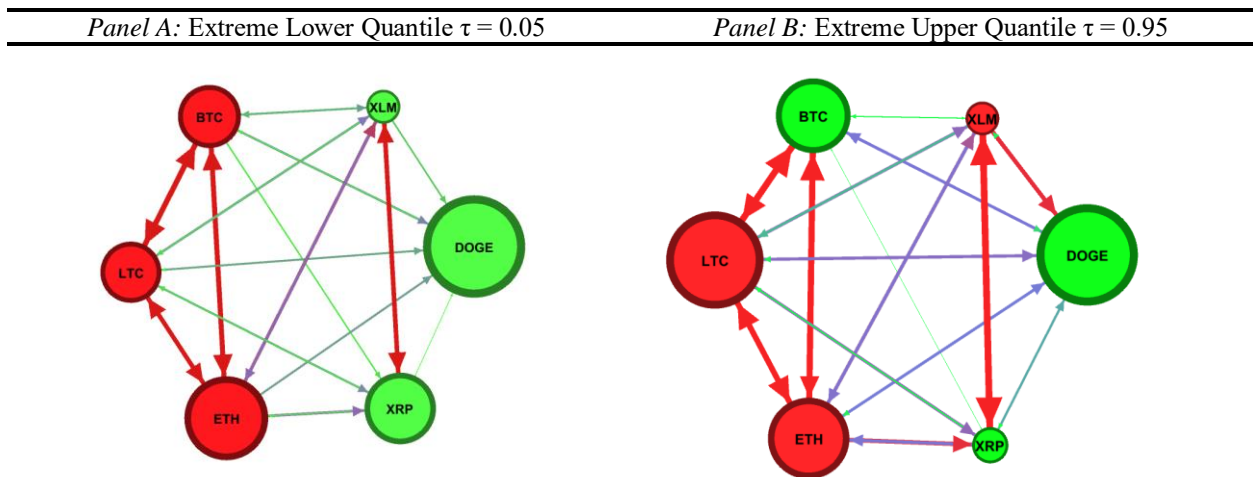 Panel A: Extreme Lower Quantile τ = 0.05
Panel B: Extreme Upper Quantile τ = 0.95
BTC
XLM
DOGE
LTC
XRP
ETH
BTC
XLM
DOGE
LTC
ETH
XRP